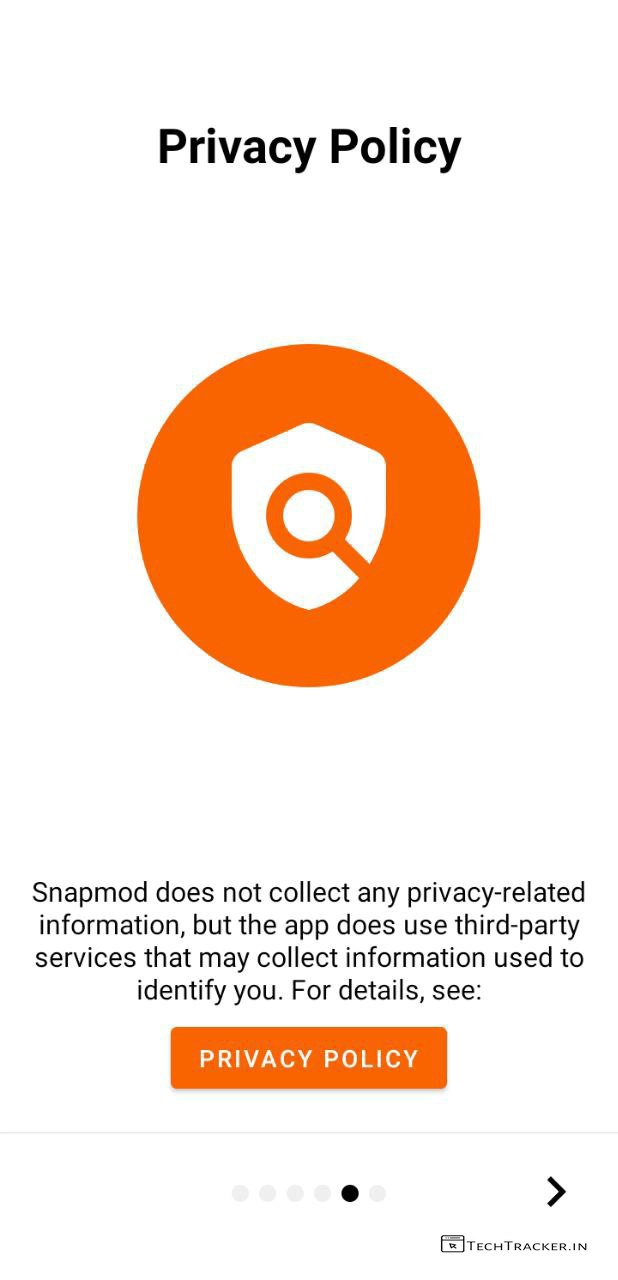 Privacy Policy
Snapmod does not collect any privacy-related
information, but the app does use third-party
services that may collect information used to
identify you. For details, see:
PRIVACY POLICY
TECHTRACKER.IN